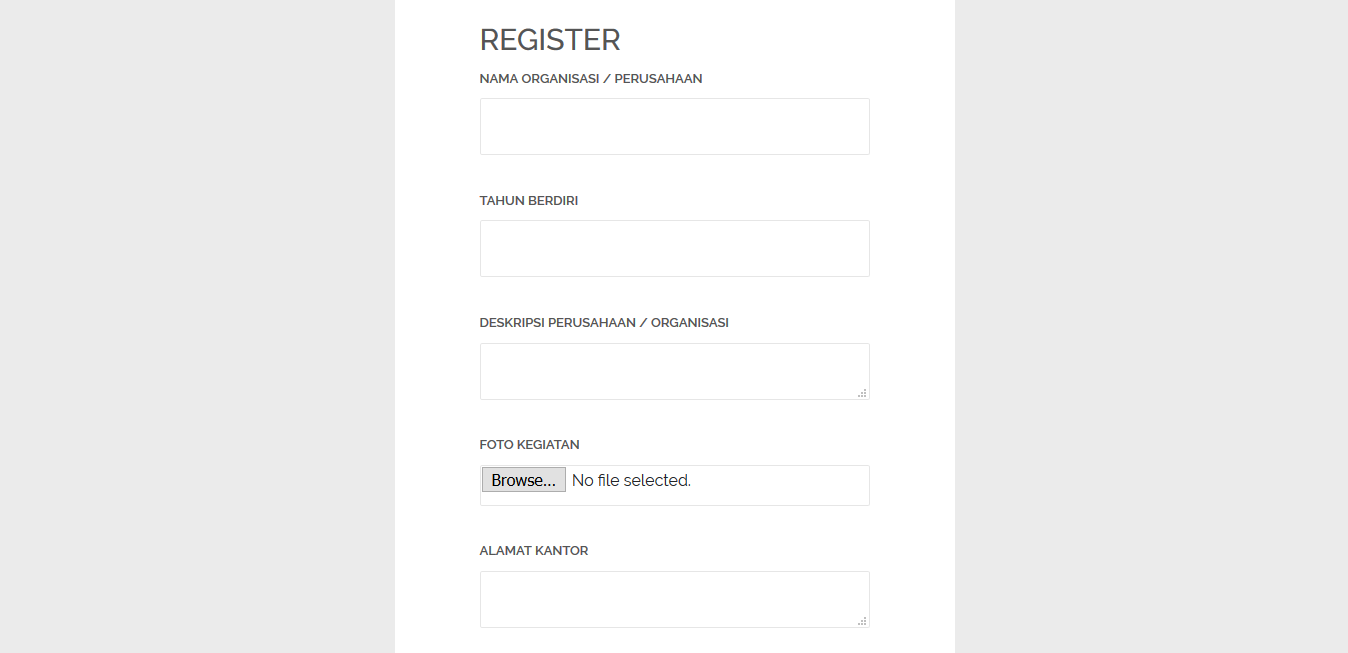 REGISTER
NAMA ORGANISASI / PERUSAHAAN
TAHUN BERDIRI
DESKRIPSI PERUSAHAAN / ORGANISASI
FOTO KEGIATAN
Browse... No file selected.
ALAMAT KANTOR